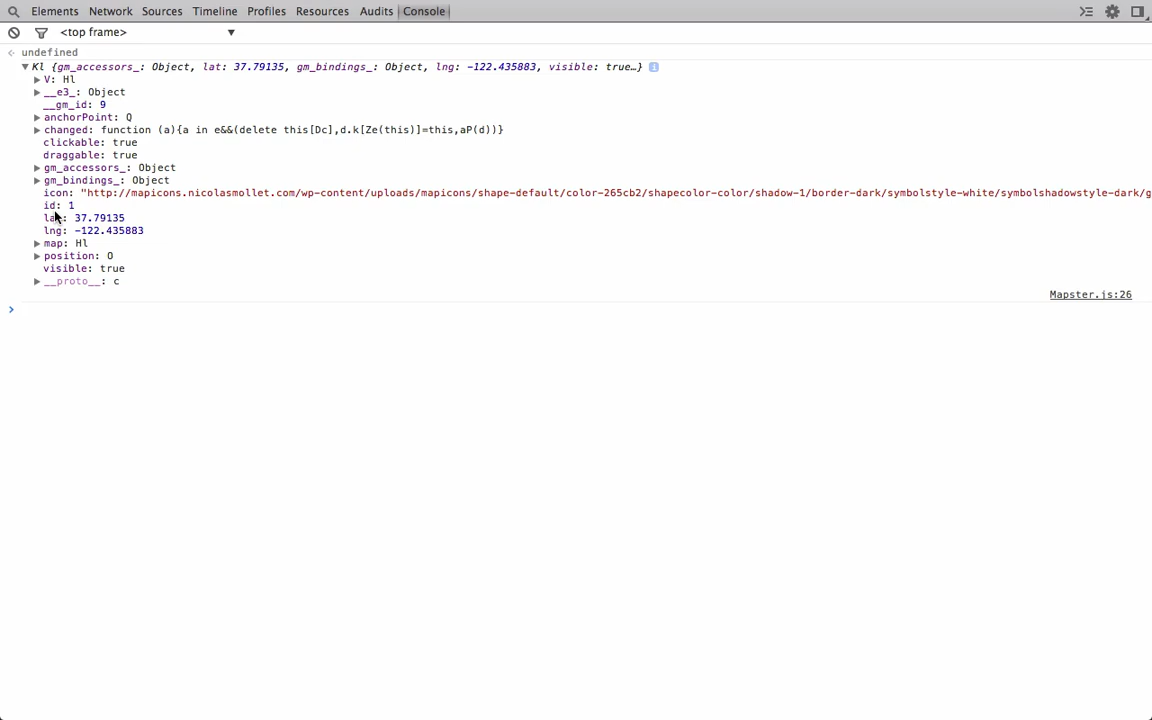 Elements Network Sources Timeline Profiles Resources Audits Console
<top frame>
undefined
Kl {gm_accessors_: Object, lat: 37.79135, gm_bindings_: Object, lng: -122.435883, visible: true…}
V: Hl
__e3_: Object
__gm_id: 9
anchorPoint: Q
changed: function (a){a in e&&(delete this[Dc],d.k[Ze(this)]=this,aP(d))}
clickable: true
draggable: true
gm_accessors_: Object
gm_bindings_: Object
icon: "http://mapicons.nicolasmollet.com/wp-content/uploads/mapicons/shape-default/color-265cb2/shapecolor-color/shadow-1/border-dark/symbolstyle-white/symbolshadowstyle-dark/g
id: 1
lat: 37.79135
lng: -122.435883
map: Hl
position: O
visible: true
__proto__: c
Mapster.js:26